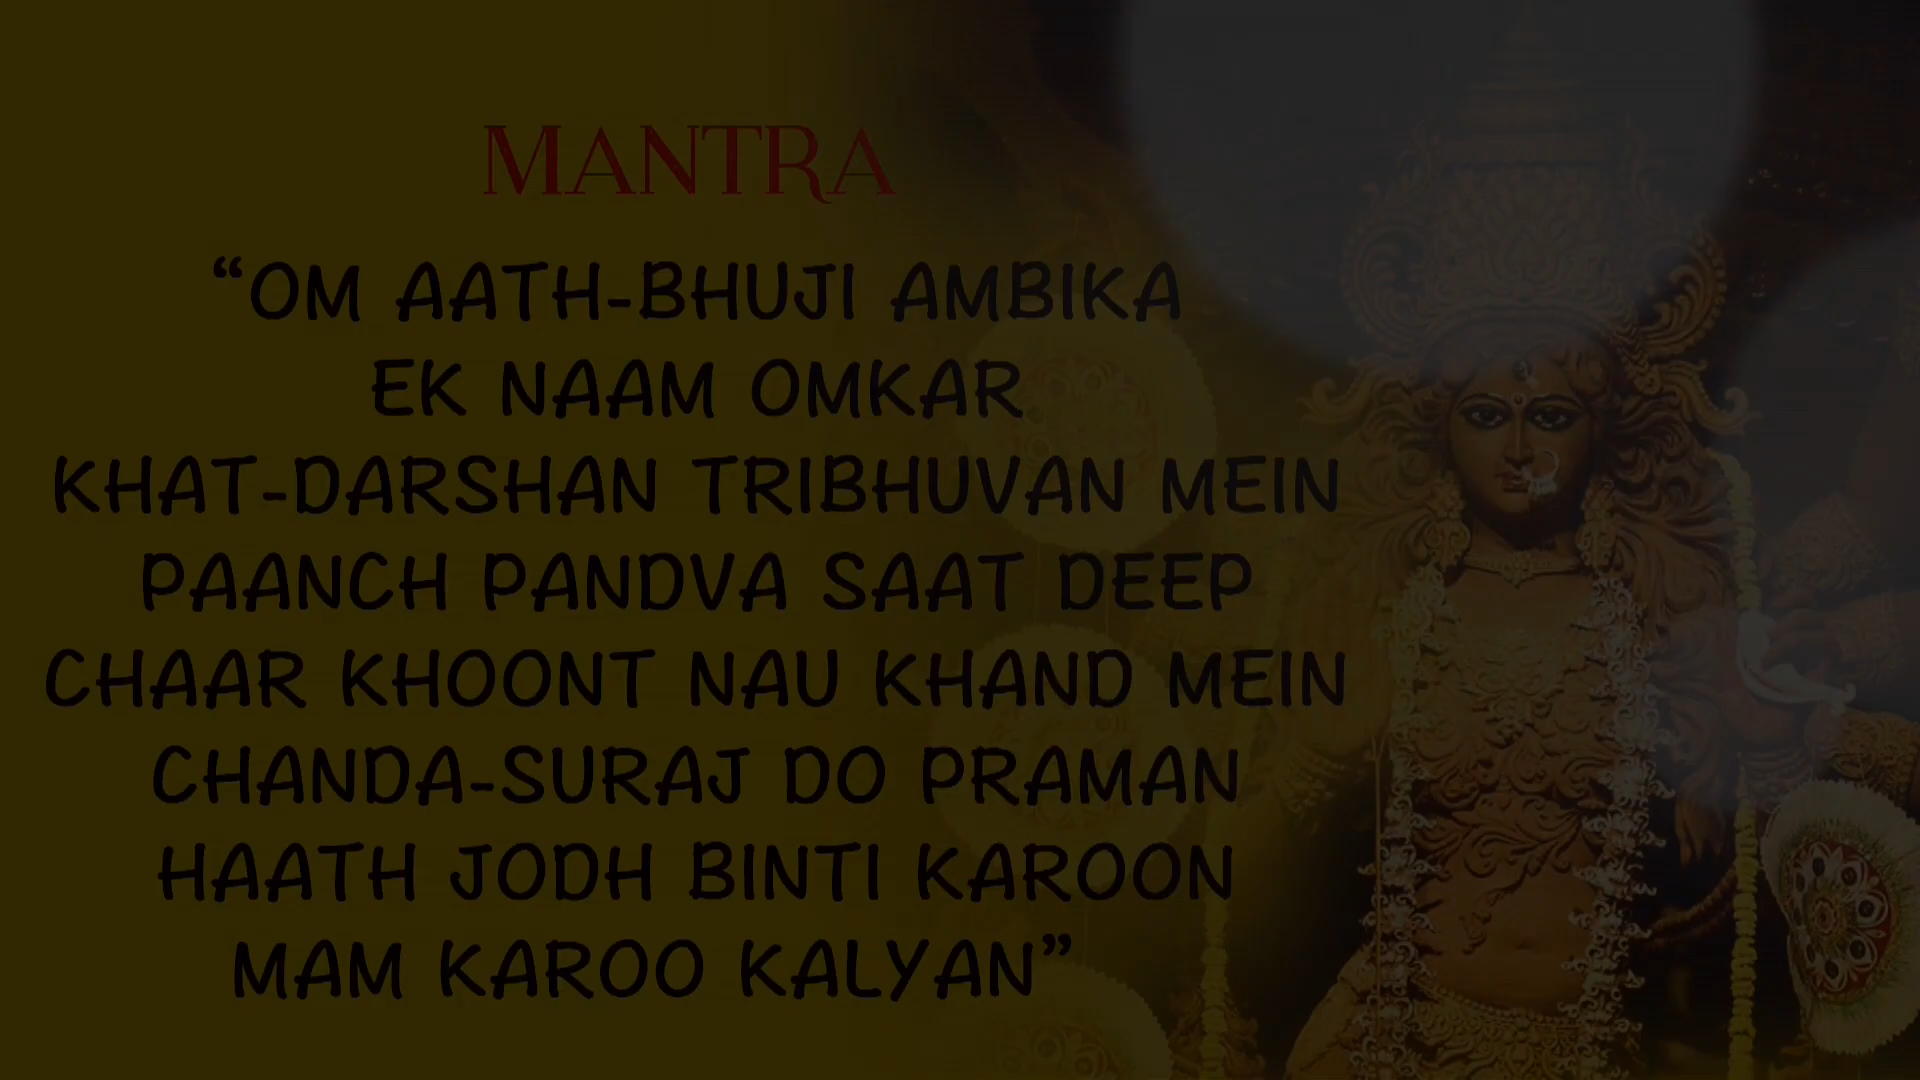 MANTRA
“OM AATH-BHUJI AMBIKA
EK NAAM OMKAR
KHAT-DARSHAN TRIBHUVAN MEIN
PAANCH PANDVA SAAT DEEP
CHAAR KHOONT NAU KHAND MEIN
CHANDA-SURAJ DO PRAMAN
HAATH JODH BINTI KAROON
MAM KAROO KALYAN”